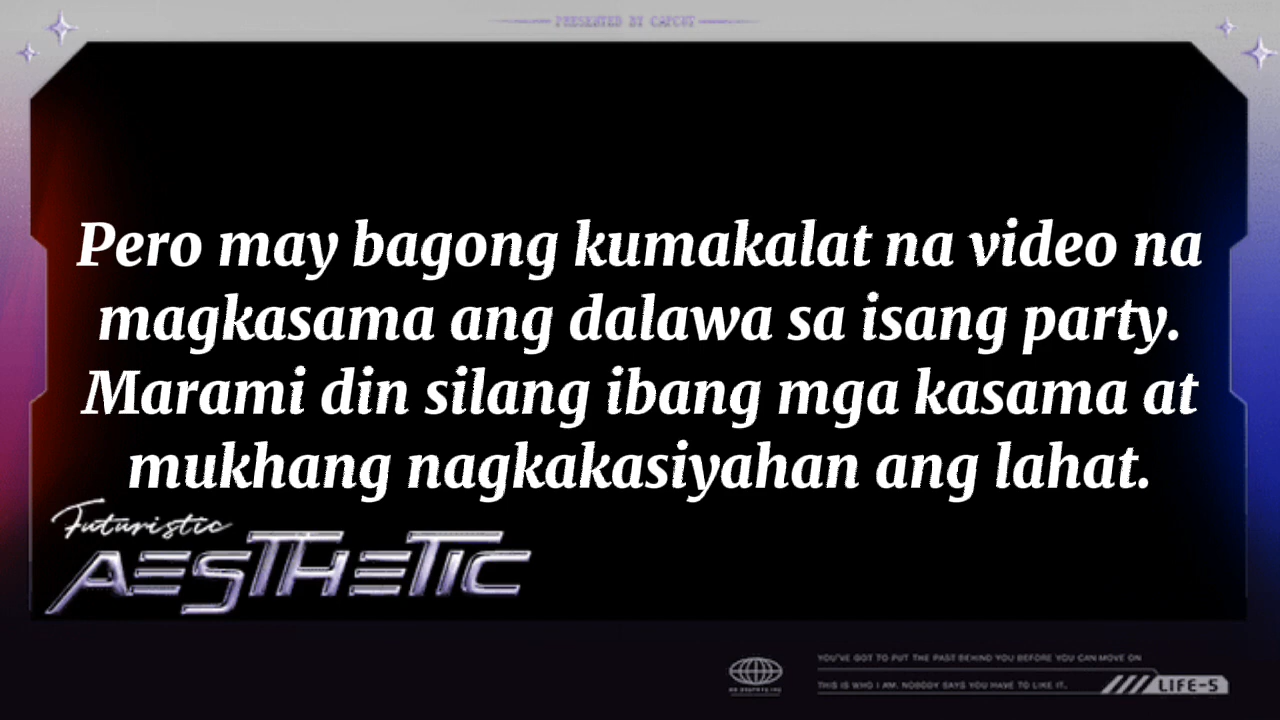 PRESENTED BY CAPCUT
Pero may bagong kumakalat na video na
magkasama ang dalawa sa isang party.
Marami din silang ibang mga kasama at
mukhang nagkakasiyahan ang lahat.
Futuristic
AESTHETIC
YOU'VE GOT TO PUT THE PAST BEHIND YOU BEFORE YOU CAN MOVE ON
THIS IS WHO I AM. NOBODY SAYS YOU HAVE TO LIKE IT.
LIFE-S